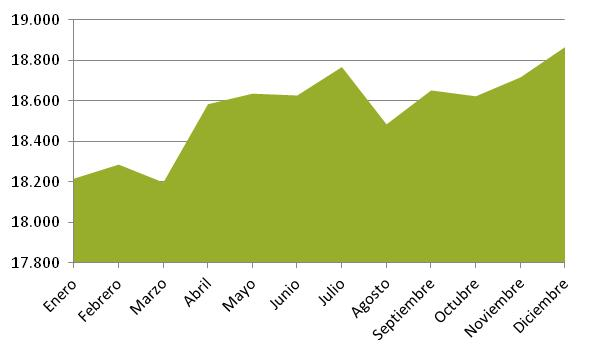 19.000
18.800
18.600
18.400
18.200
18.000
17.800
Enero
Febrero
Marzo
Abril
Mayo
Junio
Julio
Agosto
Septiembre
Octubre
Noviembre
Diciembre